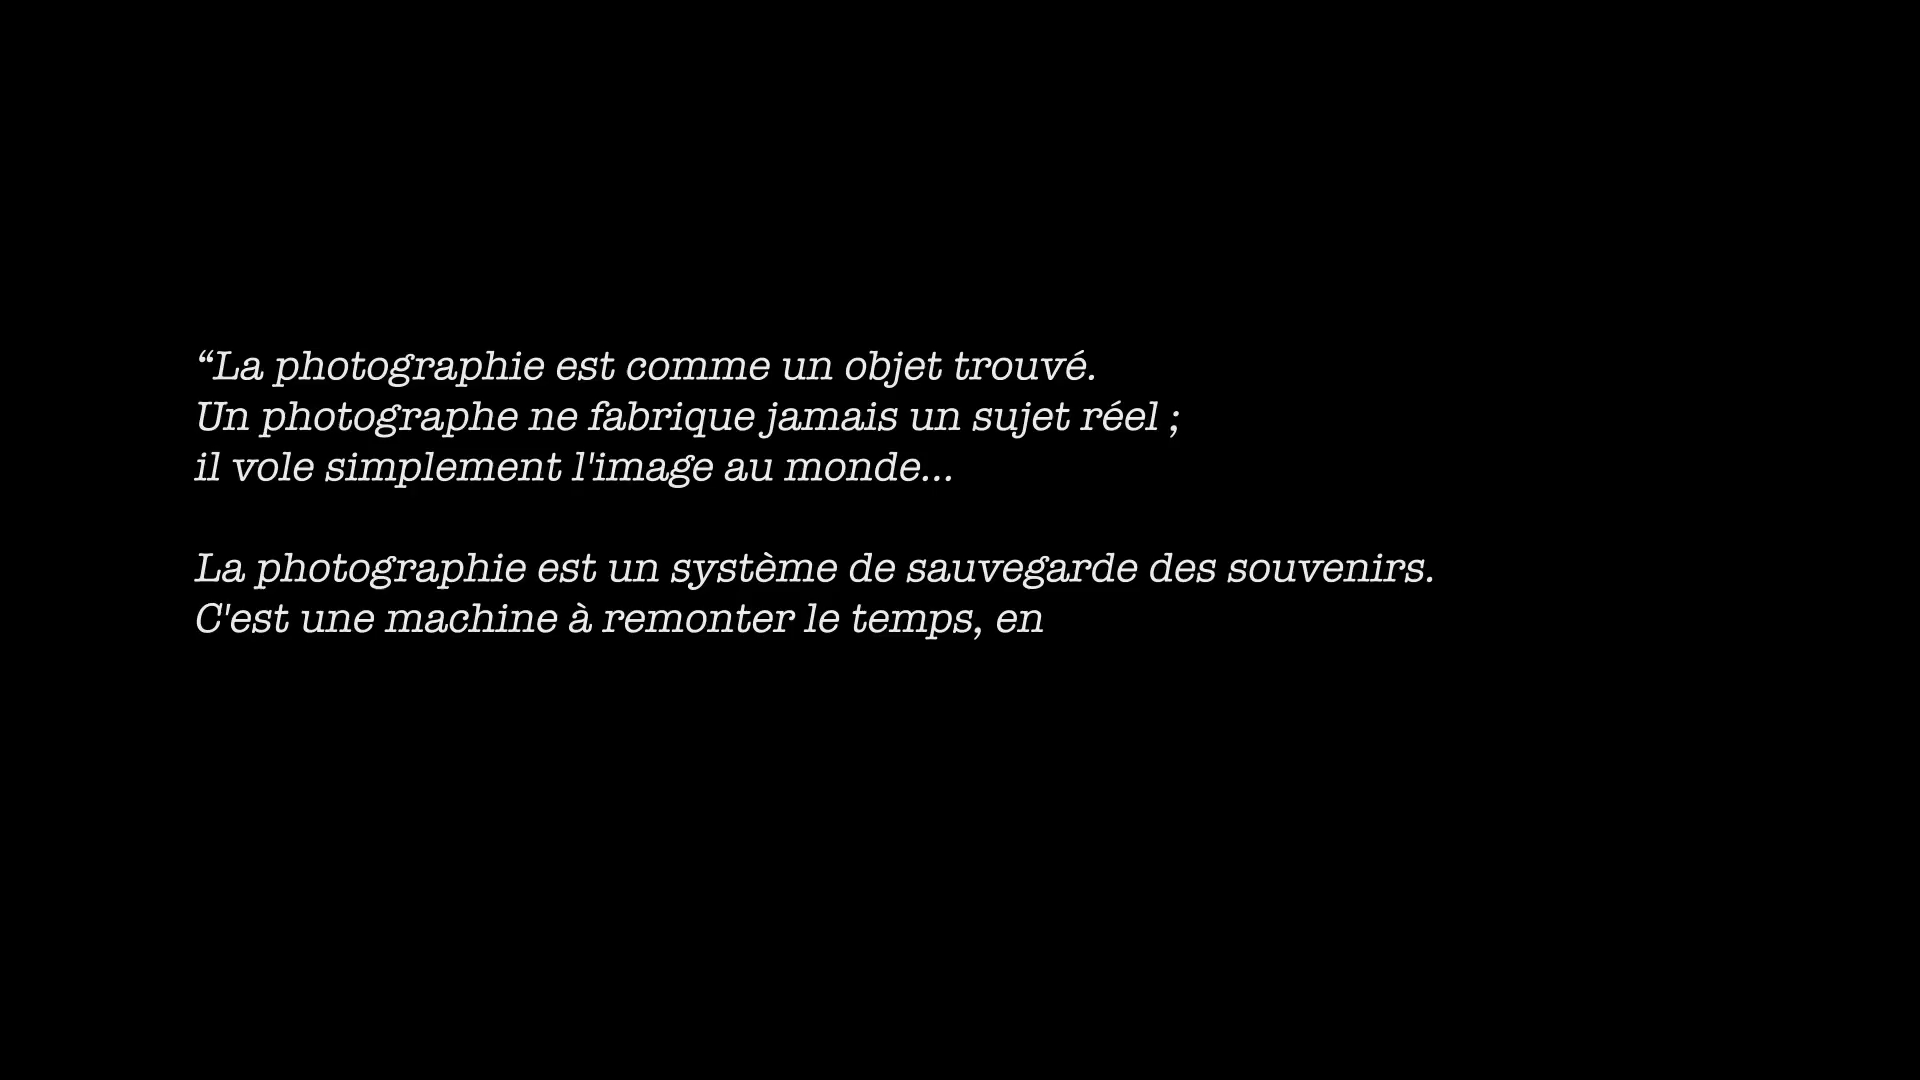 “La photographie est comme un objet trouvé.
Un photographe ne fabrique jamais un sujet réel ;
il vole simplement l'image au monde...
La photographie est un système de sauvegarde des souvenirs.
C'est une machine à remonter le temps, en